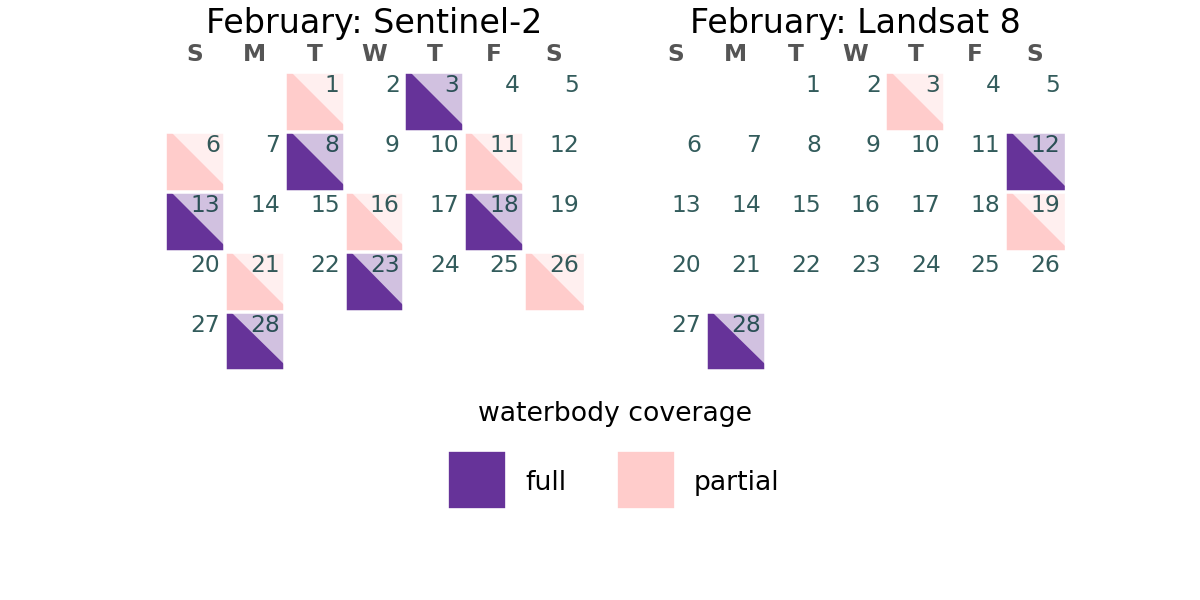 February: Sentinel-2
S M T W T F S
1 2 3 4 5
6 7 8 9 10 11 12
13 14 15 16 17 18 19
20 21 22 23 24 25 26
27 28
February: Landsat 8
S M T W T F S
1 2 3 4 5
6 7 8 9 10 11 12
13 14 15 16 17 18 19
20 21 22 23 24 25 26
27 28
waterbody coverage
full partial